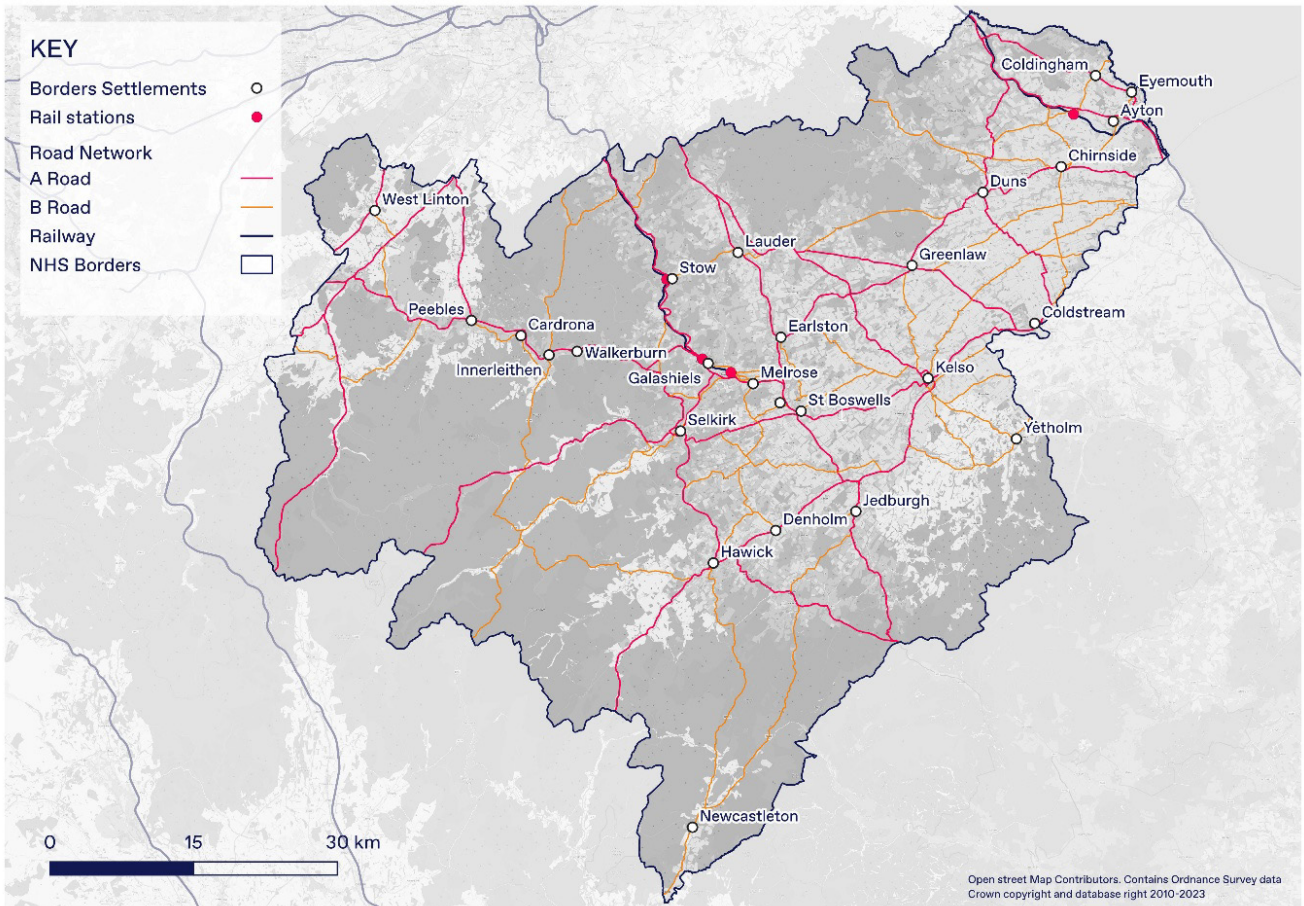 KEY
Borders Settlements
Rail stations
Road Network
A Road
B Road
Railway
NHS Borders
Coldingham
Eyemouth
Ayton
Chirnside
Duns
West Linton
Lauder
Greenlaw
Stow
Peebles
Cardrona
Earlston
Coldstream
Innerleithen
Walkerburn
Galashiels
Melrose
Kelso
St Boswells
Selkirk
Yetholm
Jedburgh
Denholm
Hawick
Newcastleton
0 15 30 km
Open street Map Contributors. Contains Ordnance Survey data
Crown copyright and database right 2010-2023